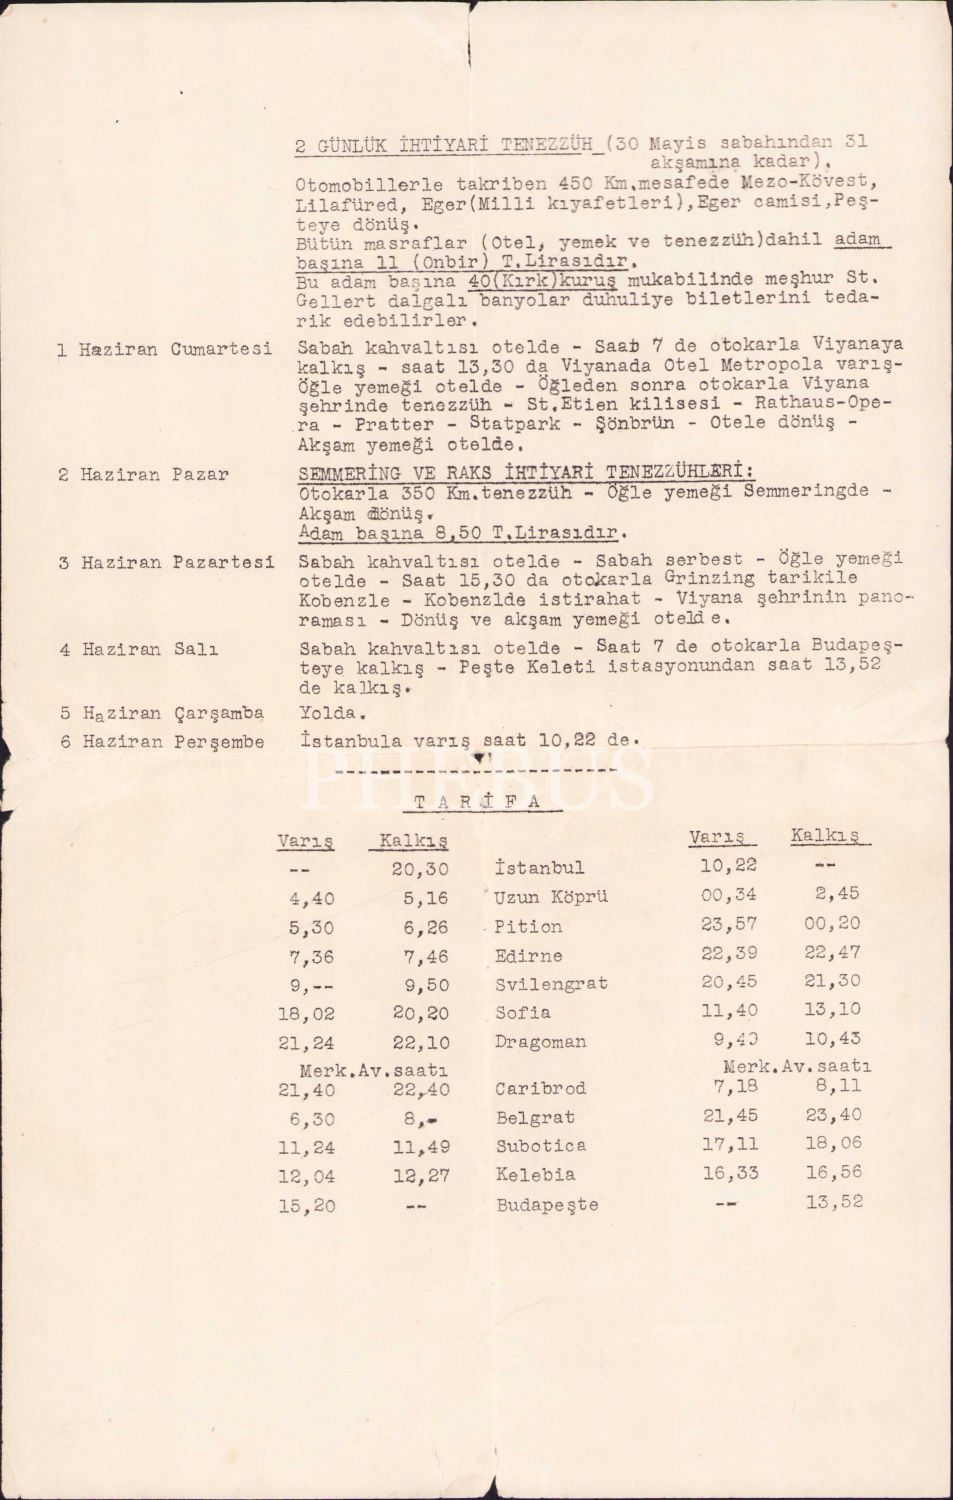 2 GÜNLÜK İHTİYARİ TENEZZÜH (30 Mayis sabahından 31
akşamına kadar).
Otomobillerle takriben 450 Km.mesafede Mezo-Kövest,
Lilafüred, Eger(Milli kıyafetleri),Eger camisi,Peş-
teye dönüş.
Bütün masraflar (Otel, yemek ve tenezzüh)dahil adam
başına 11 (Onbir) T.Lirasıdır.
Bu adam başına 40(Kırk)kuruş mukabilinde meşhur St.
Gellert dalgalı banyolar duhuliye biletlerini teda-
rik edebilirler.
1 Haziran Cumartesi Sabah kahvaltısı otelde - Saat 7 de otokarla Viyanaya
kalkış - saat 13,30 da Viyanada Otel Metropola varış-
Öğle yemeği otelde - Öğleden sonra otokarla Viyana
şehrinde tenezzüh - St.Etien kilisesi - Rathaus-Ope-
ra - Pratter - Statpark - Şönbrün - Otele dönüş -
Akşam yemeği otelde.
2 Haziran Pazar SEMMERİNG VE RAKS İHTİYARİ TENEZZÜHLERİ:
Otokarla 350 Km.tenezzüh - Öğle yemeği Semmeringde -
Akşam dönüş.
Adam başına 8,50 T.Lirasıdır.
3 Haziran Pazartesi Sabah kahvaltısı otelde - Sabah serbest - Öğle yemeği
otelde - Saat 15,30 da otokarla Grinzing tarikile
Kobenzle - Kobenzlde istirahat - Viyana şehrinin pano-
raması - Dönüş ve akşam yemeği otelde.
4 Haziran Salı Sabah kahvaltısı otelde - Saat 7 de otokarla Budapeş-
teye kalkış - Peşte Keleti istasyonundan saat 13,52
de kalkış.
5 Haziran Çarşamba Yolda.
6 Haziran Perşembe İstanbula varış saat 10,22 de.
PHEBUS
TARİFA
Varış Kalkış Varış Kalkış
-- 20,30 İstanbul 10,22 --
4,40 5,16 Uzun Köprü 00,34 2,45
5,30 6,26 Pition 23,57 00,20
7,36 7,46 Edirne 22,39 22,47
9,-- 9,50 Svilengrat 20,45 21,30
18,02 20,20 Sofia 11,40 13,10
21,24 22,10 Dragoman 9,40 10,43
Merk.Av.saatı Merk.Av.saatı
21,40 22,40 Caribrod 7,18 8,11
6,30 8,- Belgrat 21,45 23,40
11,24 11,49 Subotica 17,11 18,06
12,04 12,27 Kelebia 16,33 16,56
15,20 -- Budapeşte -- 13,52